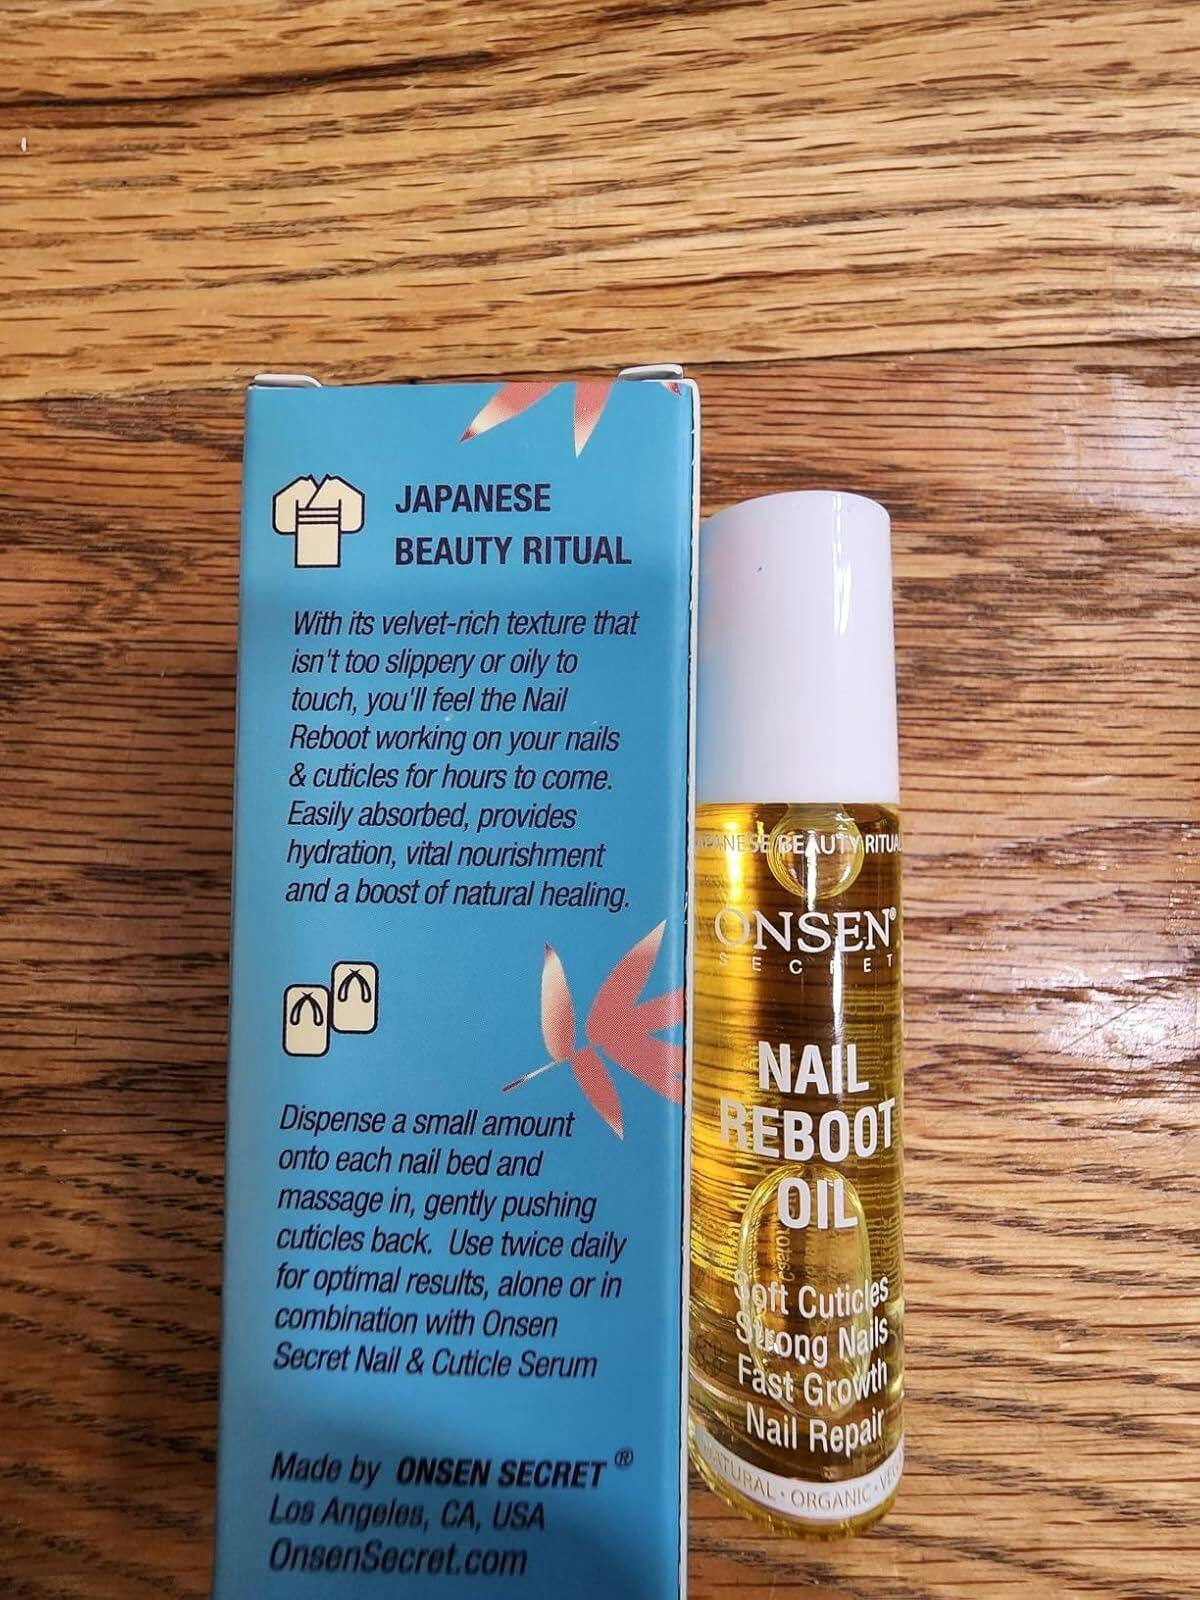 JAPANESE
BEAUTY RITUAL
With its velvet-rich texture that
isn't too slippery or oily to
touch, you'll feel the Nail
Reboot working on your nails
& cuticles for hours to come.
Easily absorbed, provides
hydration, vital nourishment
and a boost of natural healing.
Dispense a small amount
onto each nail bed and
massage in, gently pushing
cuticles back. Use twice daily
for optimal results, alone or in
combination with Onsen
Secret Nail & Cuticle Serum
Made by ONSEN SECRET®
Los Angeles, CA, USA
OnsenSecret.com
JAPANESE BEAUTY RITUAL
ONSEN®
SECRET
NAIL
REBOOT
OIL
Soft Cuticles
Strong Nails
Fast Growth
Nail Repair
NATURAL • ORGANIC •